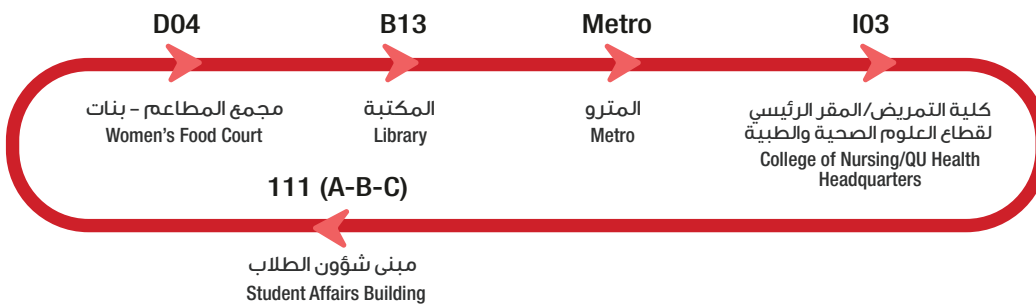 D04
B13
Metro
I03
مجمع المطاعم - بنات
Women's Food Court
المكتبة
Library
المترو
Metro
كلية التمريض/المقر الرئيسي
لقطاع العلوم الصحية والطبية
College of Nursing/QU Health
Headquarters
111 (A-B-C)
مبنى شؤون الطلاب
Student Affairs Building